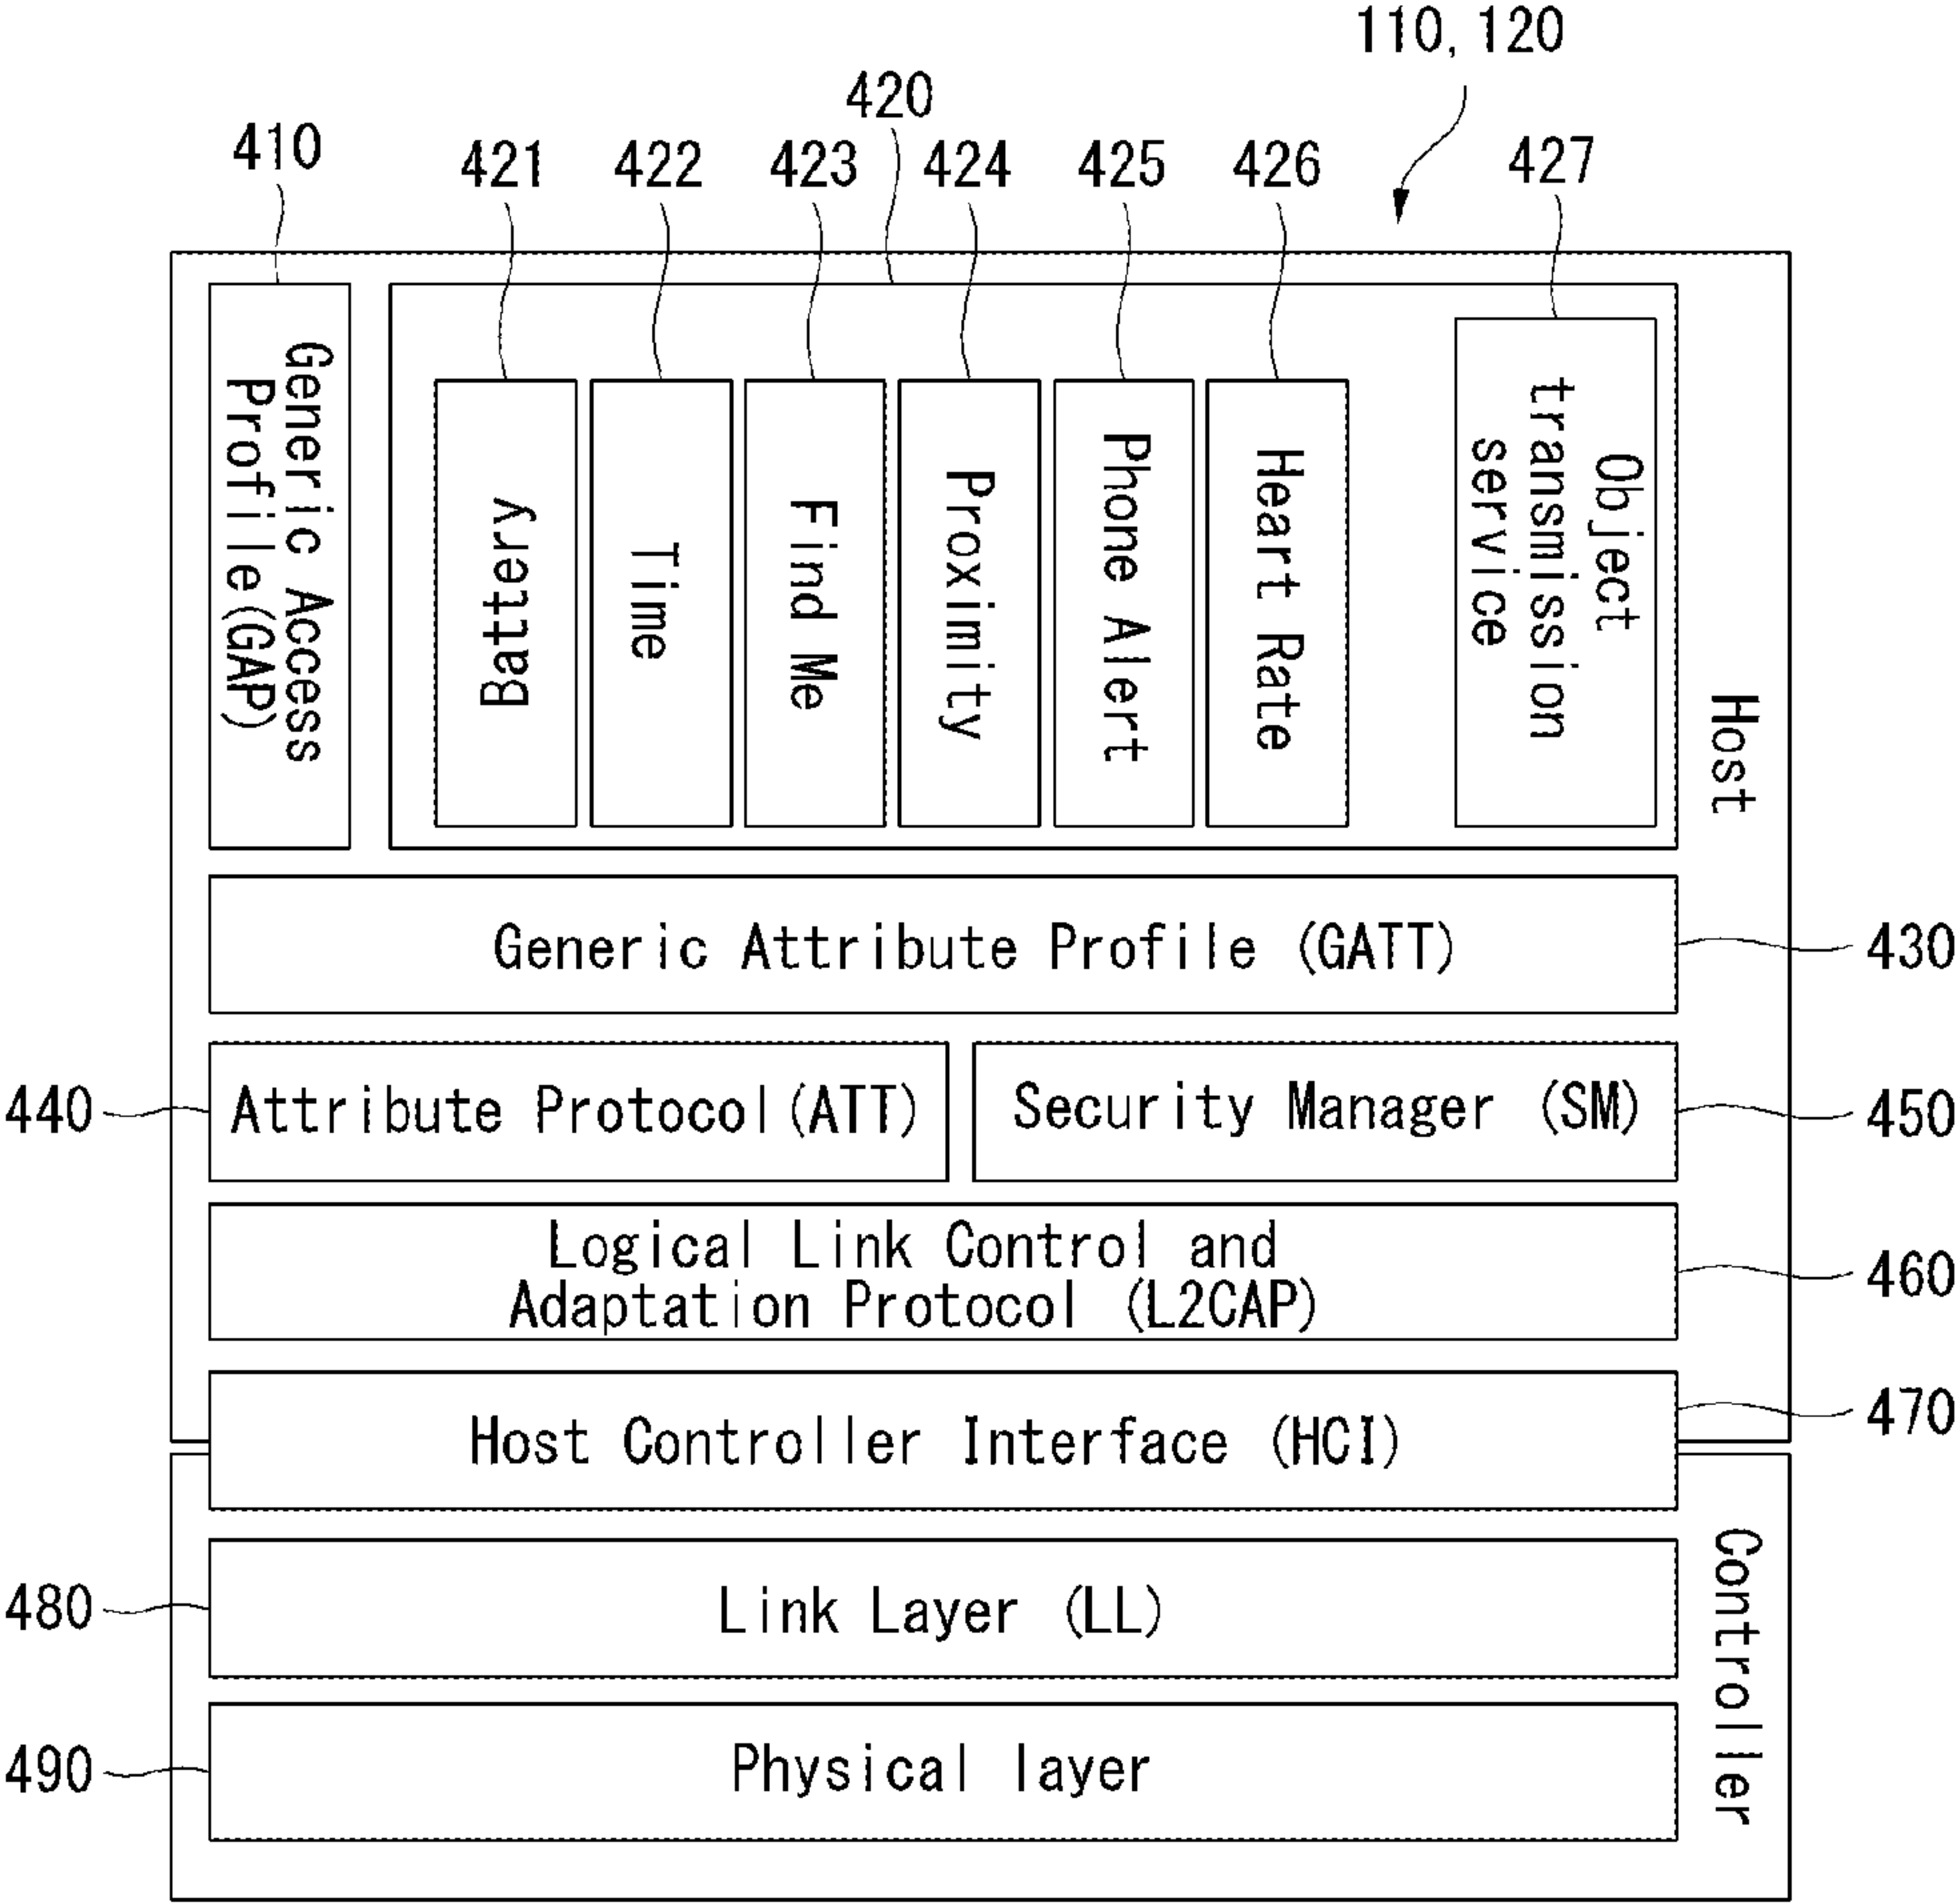 110, 120
420
410
421
422
423
424
425
426
427
Generic Access
Profile(GAP)
Battery
Time
Find Me
Proximity
Phone Alert
Heart Rate
Object
transmission
service
Host
Generic Attribute Profile (GATT)
430
440
Attribute Protocol(ATT)
Security Manager (SM)
450
Logical Link Control and
Adaptation Protocol (L2CAP)
460
Host Controller Interface (HCI)
470
480
Link Layer (LL)
Controller
490
Physical layer